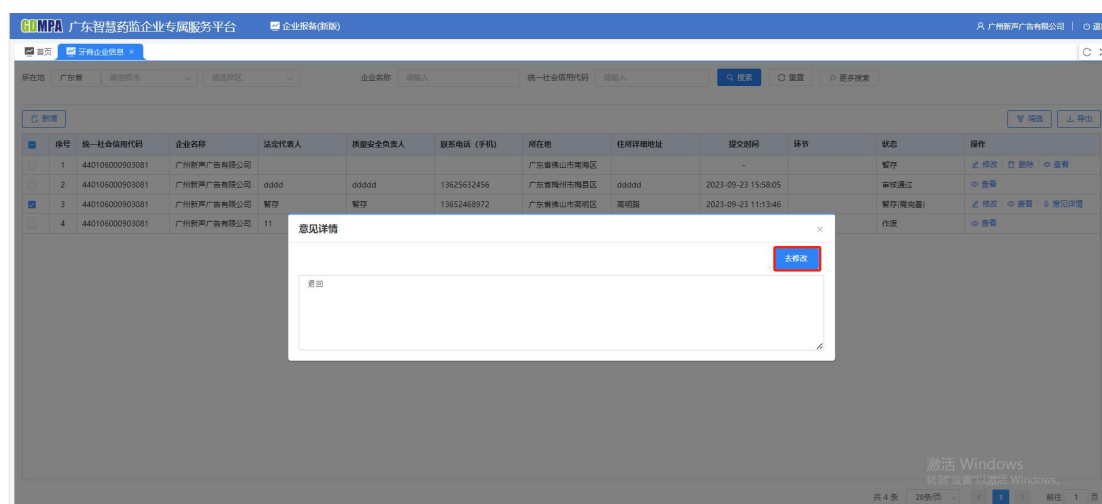 GDMPA 广东智慧药监企业专属服务平台 企业报备(新版) 广州新声广告有限公司
首页 牙膏企业信息 ×
所在地 广东省 请选择市 请选择区 企业名称 请输入 统一社会信用代码 请输入 搜索 重置 更多搜索
新增 筛选 导出
序号 统一社会信用代码 企业名称 法定代表人 质量安全负责人 联系电话 (手机) 所在地 住所详细地址 提交时间 环节 状态 操作
1 440106000903081 广州新声广告有限公司 广东省佛山市南海区 - 暂存 修改 删除 查看
2 440106000903081 广州新声广告有限公司 dddd ddddd 13625632456 广东省梅州市梅县区 ddddd 2023-09-23 15:58:05 审核通过 查看
3 440106000903081 广州新声广告有限公司 暂存 暂存 13652468972 广东省佛山市高明区 高明路 2023-09-23 11:13:46 暂存(需完善) 修改 查看 意见详情
4 440106000903081 广州新声广告有限公司 11 作废 查看
意见详情 ×
去修改
退回
激活 Windows
转到"设置"以激活 Windows。
共 4 条 20条/页 < 1 > 前往 1 页